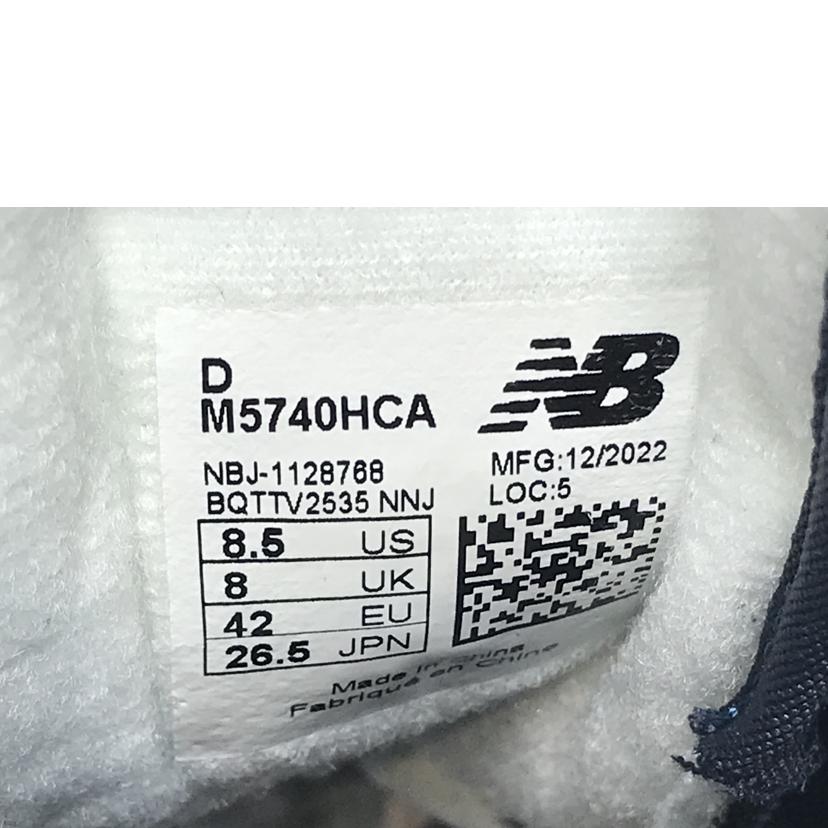 D
M5740HCA
NB
NBJ-1128768
BQTTV2535 NNJ
MFG:12/2022
LOC:5
8.5 US
8 UK
42 EU
26.5 JPN
Made in China
Fabriqué en Chine